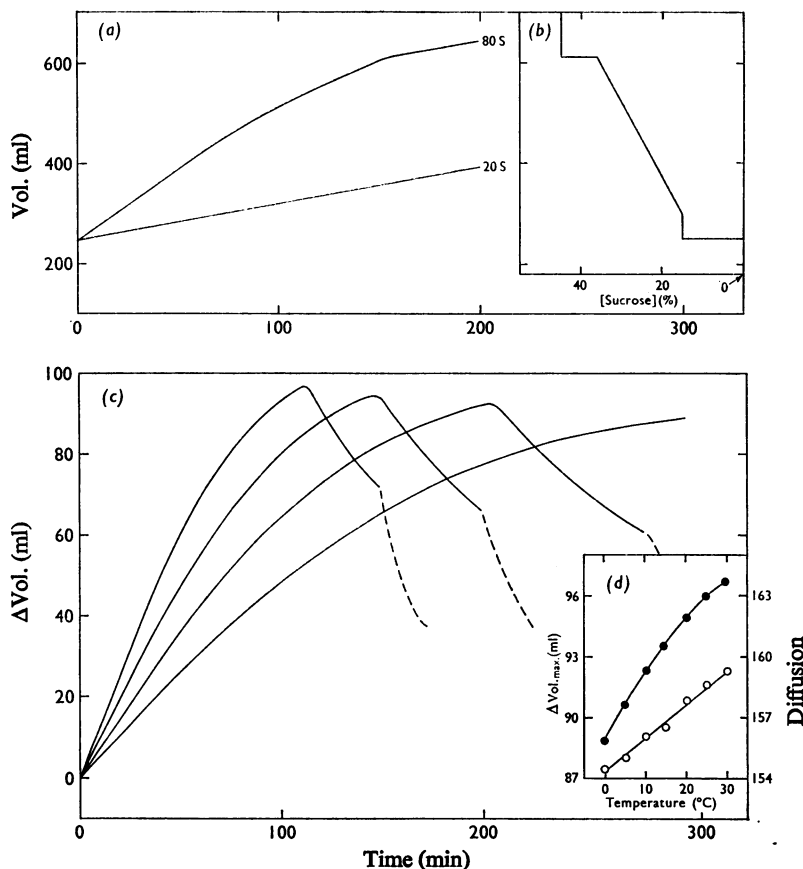 (a)
600
400
200
Vol. (ml)
80 S
20 S
0
100
200
300
(b)
40
20
0
[Sucrose] (%)
(c)
100
80
60
40
20
0
ΔVol. (ml)
0
100
200
300
Time (min)
(d)
96
93
90
87
ΔVol.max. (ml)
163
160
157
154
Diffusion
0
10
20
30
Temperature (°C)